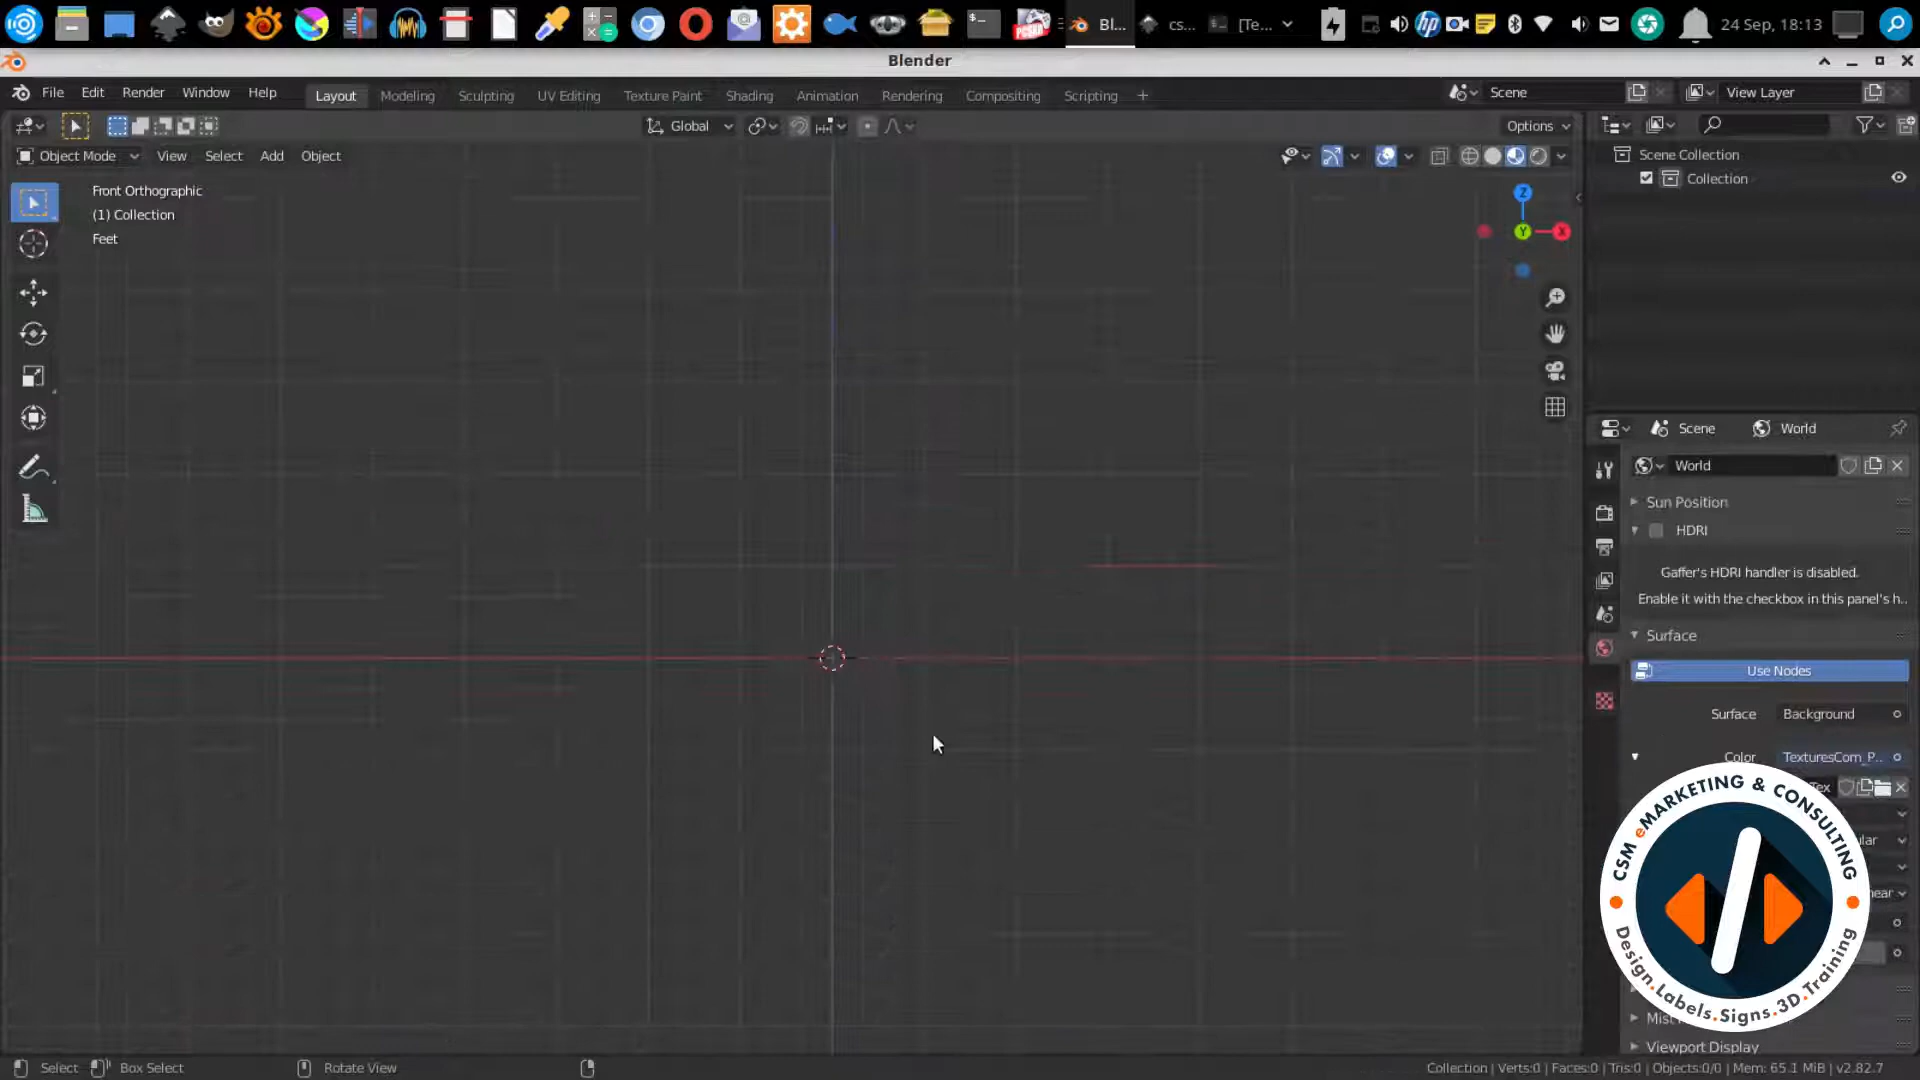 Bl...
cs...
[Te...
24 Sep, 18:13
Blender
File Edit Render Window Help
Layout Modeling Sculpting UV Editing Texture Paint Shading Animation Rendering Compositing Scripting +
Scene
View Layer
Global
Options
Object Mode View Select Add Object
Front Orthographic
(1) Collection
Feet
Z
Y
X
Scene Collection
Collection
Scene World
World
Sun Position
HDRI
Gaffer's HDRI handler is disabled.
Enable it with the checkbox in this panel's h..
Surface
Use Nodes
Surface Background
Color TexturesCom_P..
Tex
Viewport Display
CSM eMARKETING & CONSULTING
Design.Labels.Signs.3D.Training
Select Box Select Rotate View
Collection | Verts:0 | Faces:0 | Tris:0 | Objects:0/0 | Mem: 65.1 MiB | v2.82.7